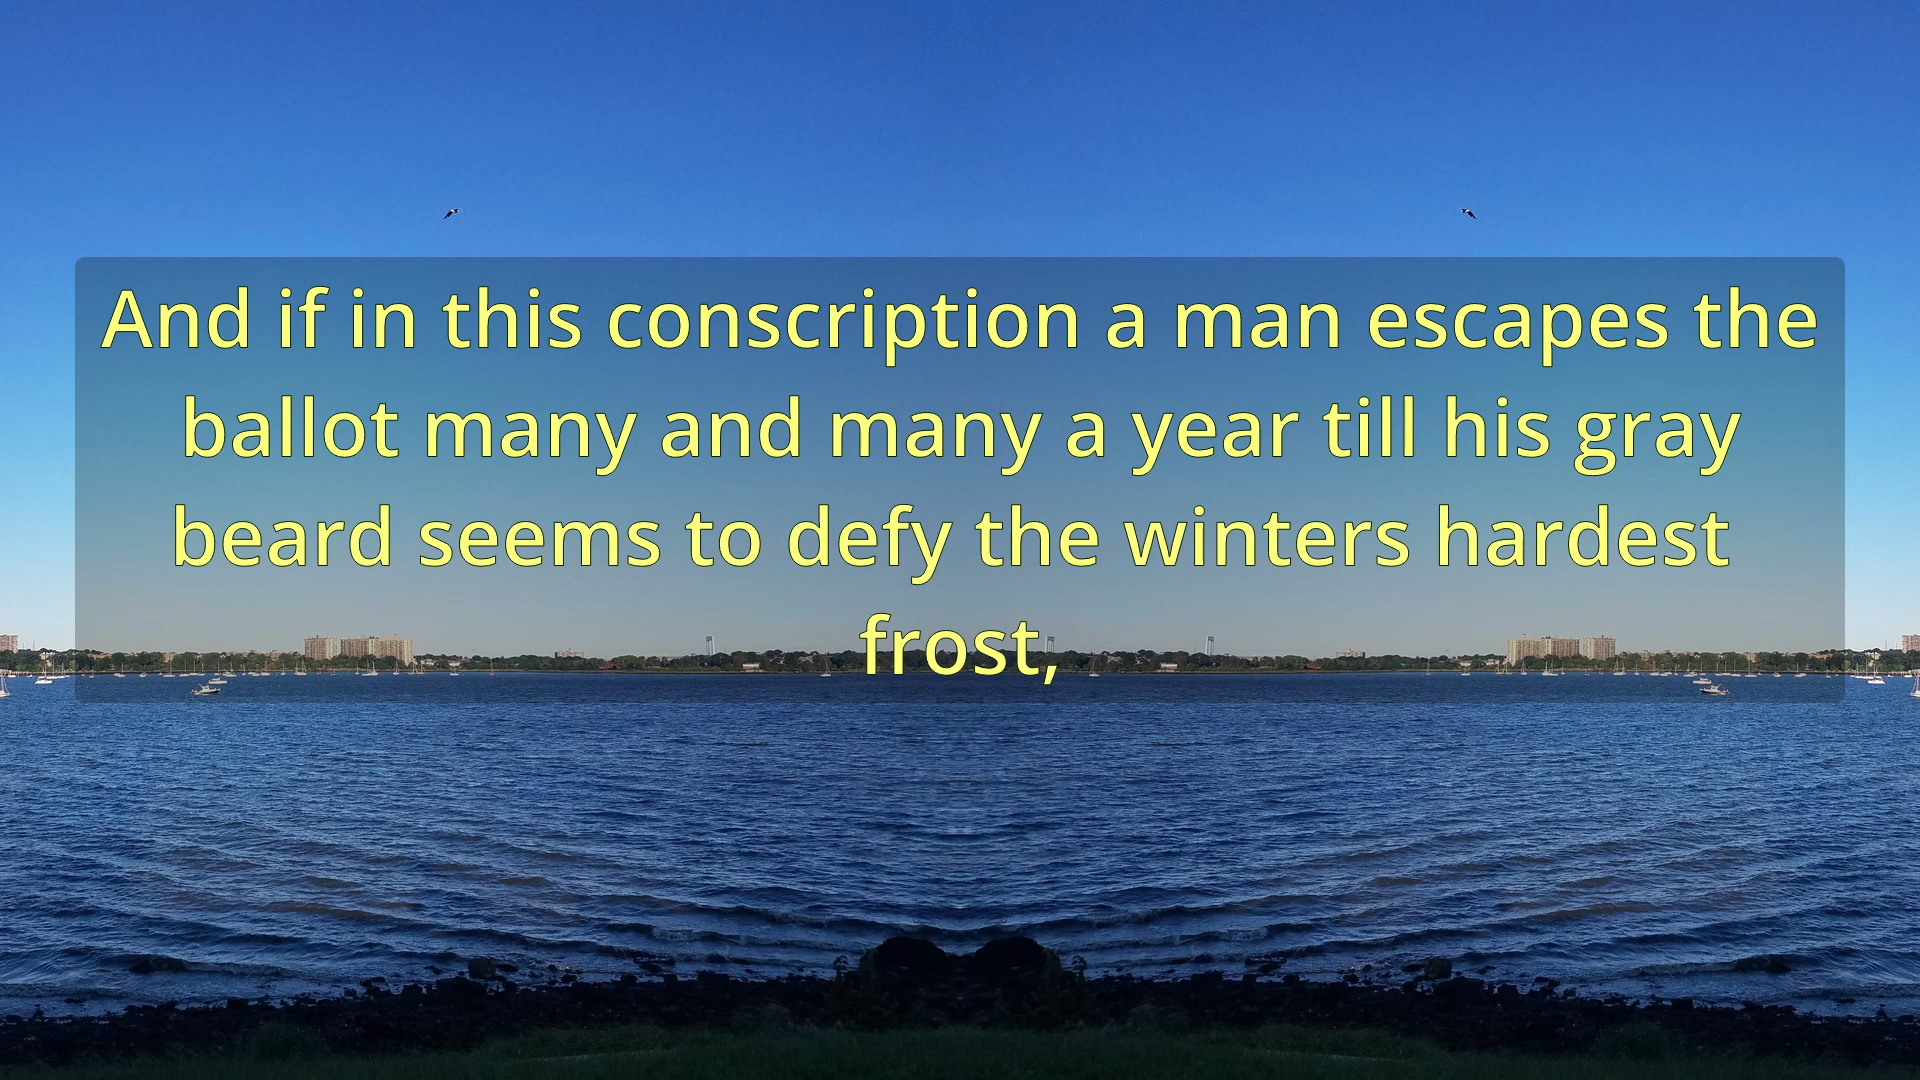 And if in this conscription a man escapes the
ballot many and many a year till his gray
beard seems to defy the winters hardest
frost,